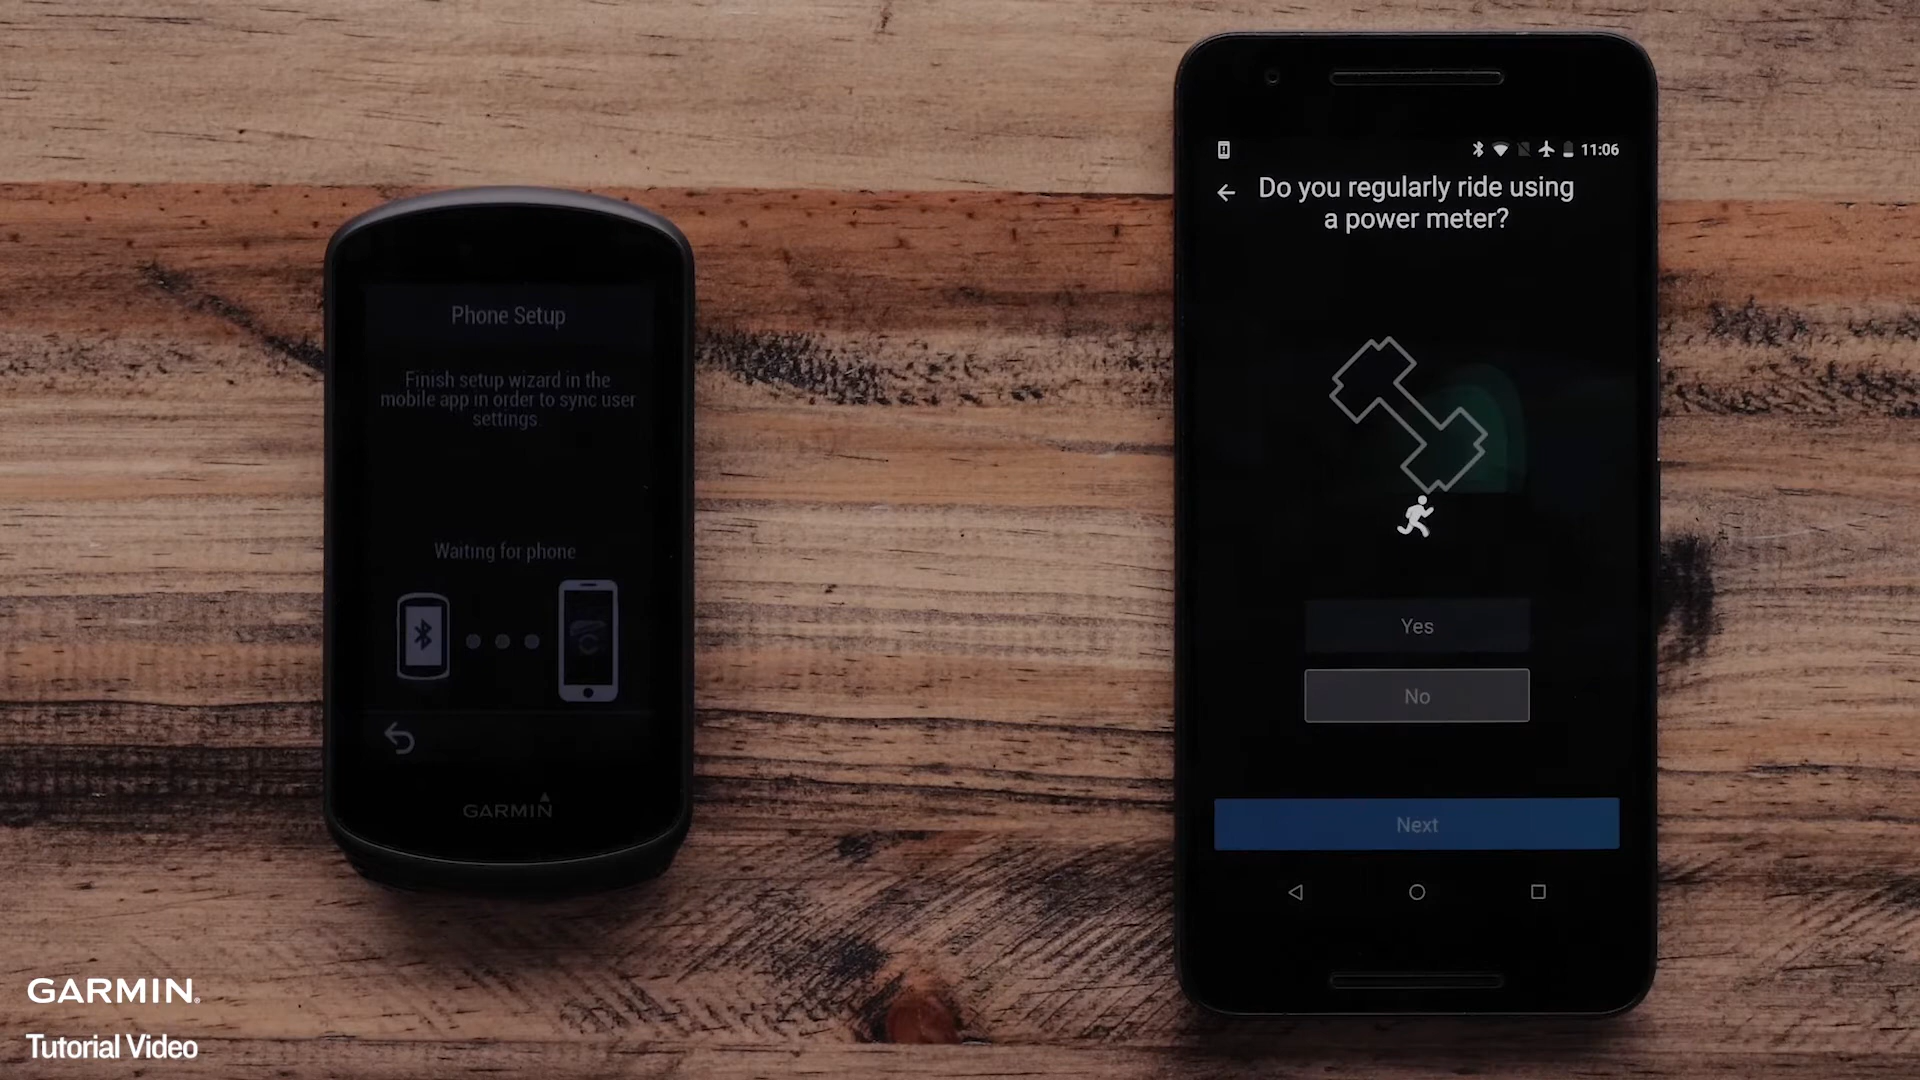 Phone Setup
Finish setup wizard in the
mobile app in order to sync user
settings.
Waiting for phone
GARMIN
11:06
Do you regularly ride using
a power meter?
Yes
No
Next
GARMIN®
Tutorial Video